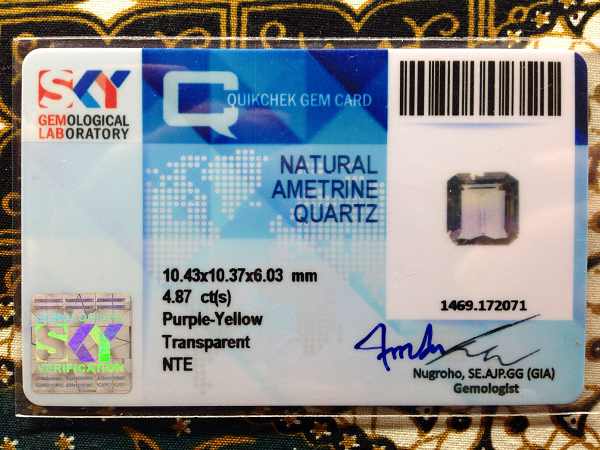 SKY
GEMOLOGICAL
LABORATORY
QUIKCHEK GEM CARD
NATURAL
AMETRINE
QUARTZ
10.43x10.37x6.03 mm
4.87 ct(s)
Purple-Yellow
Transparent
NTE
1469.172071
Nugroho, SE.AJP.GG (GIA)
Gemologist
GEMOLOGICAL
SKY
VERIFICATION